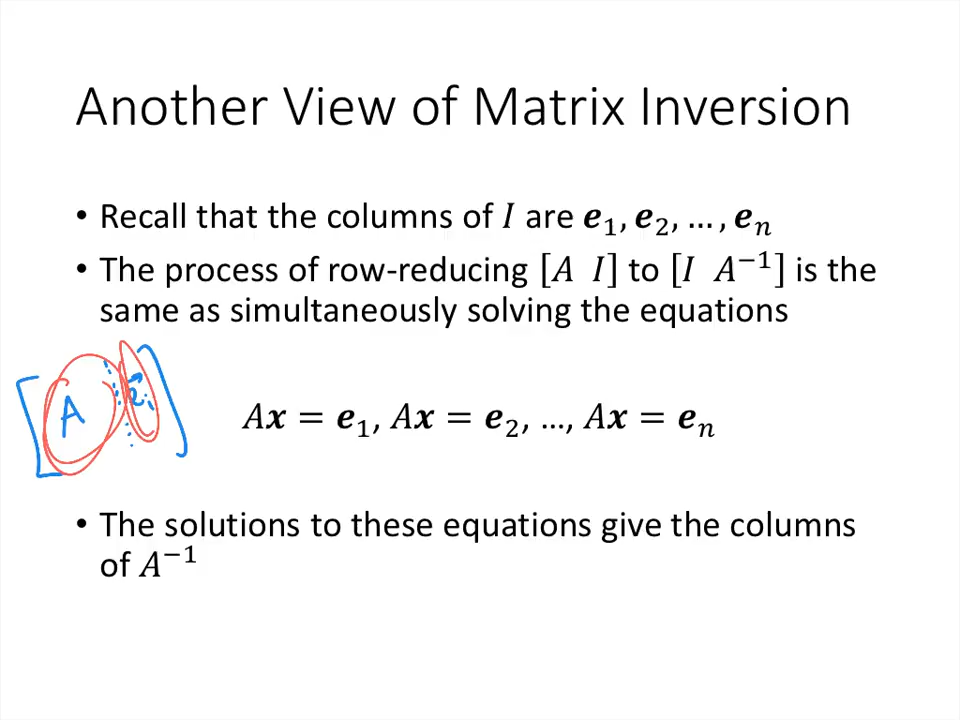 Another View of Matrix Inversion
• Recall that the columns of 𝐼 are 𝒆₁, 𝒆₂, … , 𝒆ₙ
• The process of row-reducing [𝐴 𝐼] to [𝐼 𝐴⁻¹] is the
same as simultaneously solving the equations
[A ⋮ e⃗ᵢ]
𝐴𝒙 = 𝒆₁, 𝐴𝒙 = 𝒆₂, …, 𝐴𝒙 = 𝒆ₙ
• The solutions to these equations give the columns
of 𝐴⁻¹